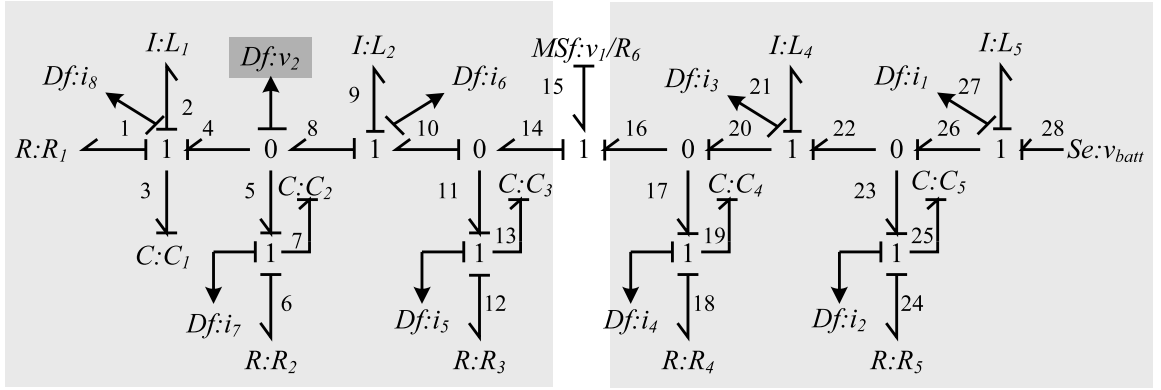 I:L₁ Df:v₂ I:L₂ MSf:v₁/R₆ I:L₄ I:L₅
Df:i₈ Df:i₆ Df:i₃ Df:i₁
2 9 15 21 27
1 4 8 10 14 16 20 22 26 28
R:R₁ 1 0 1 0 1 0 1 0 1 Se:v_batt
3 5 C:C₂ 11 C:C₃ 17 C:C₄ 23 C:C₅
C:C₁ 1 7 1 13 1 19 1 25
6 12 18 24
Df:i₇ Df:i₅ Df:i₄ Df:i₂
R:R₂ R:R₃ R:R₄ R:R₅